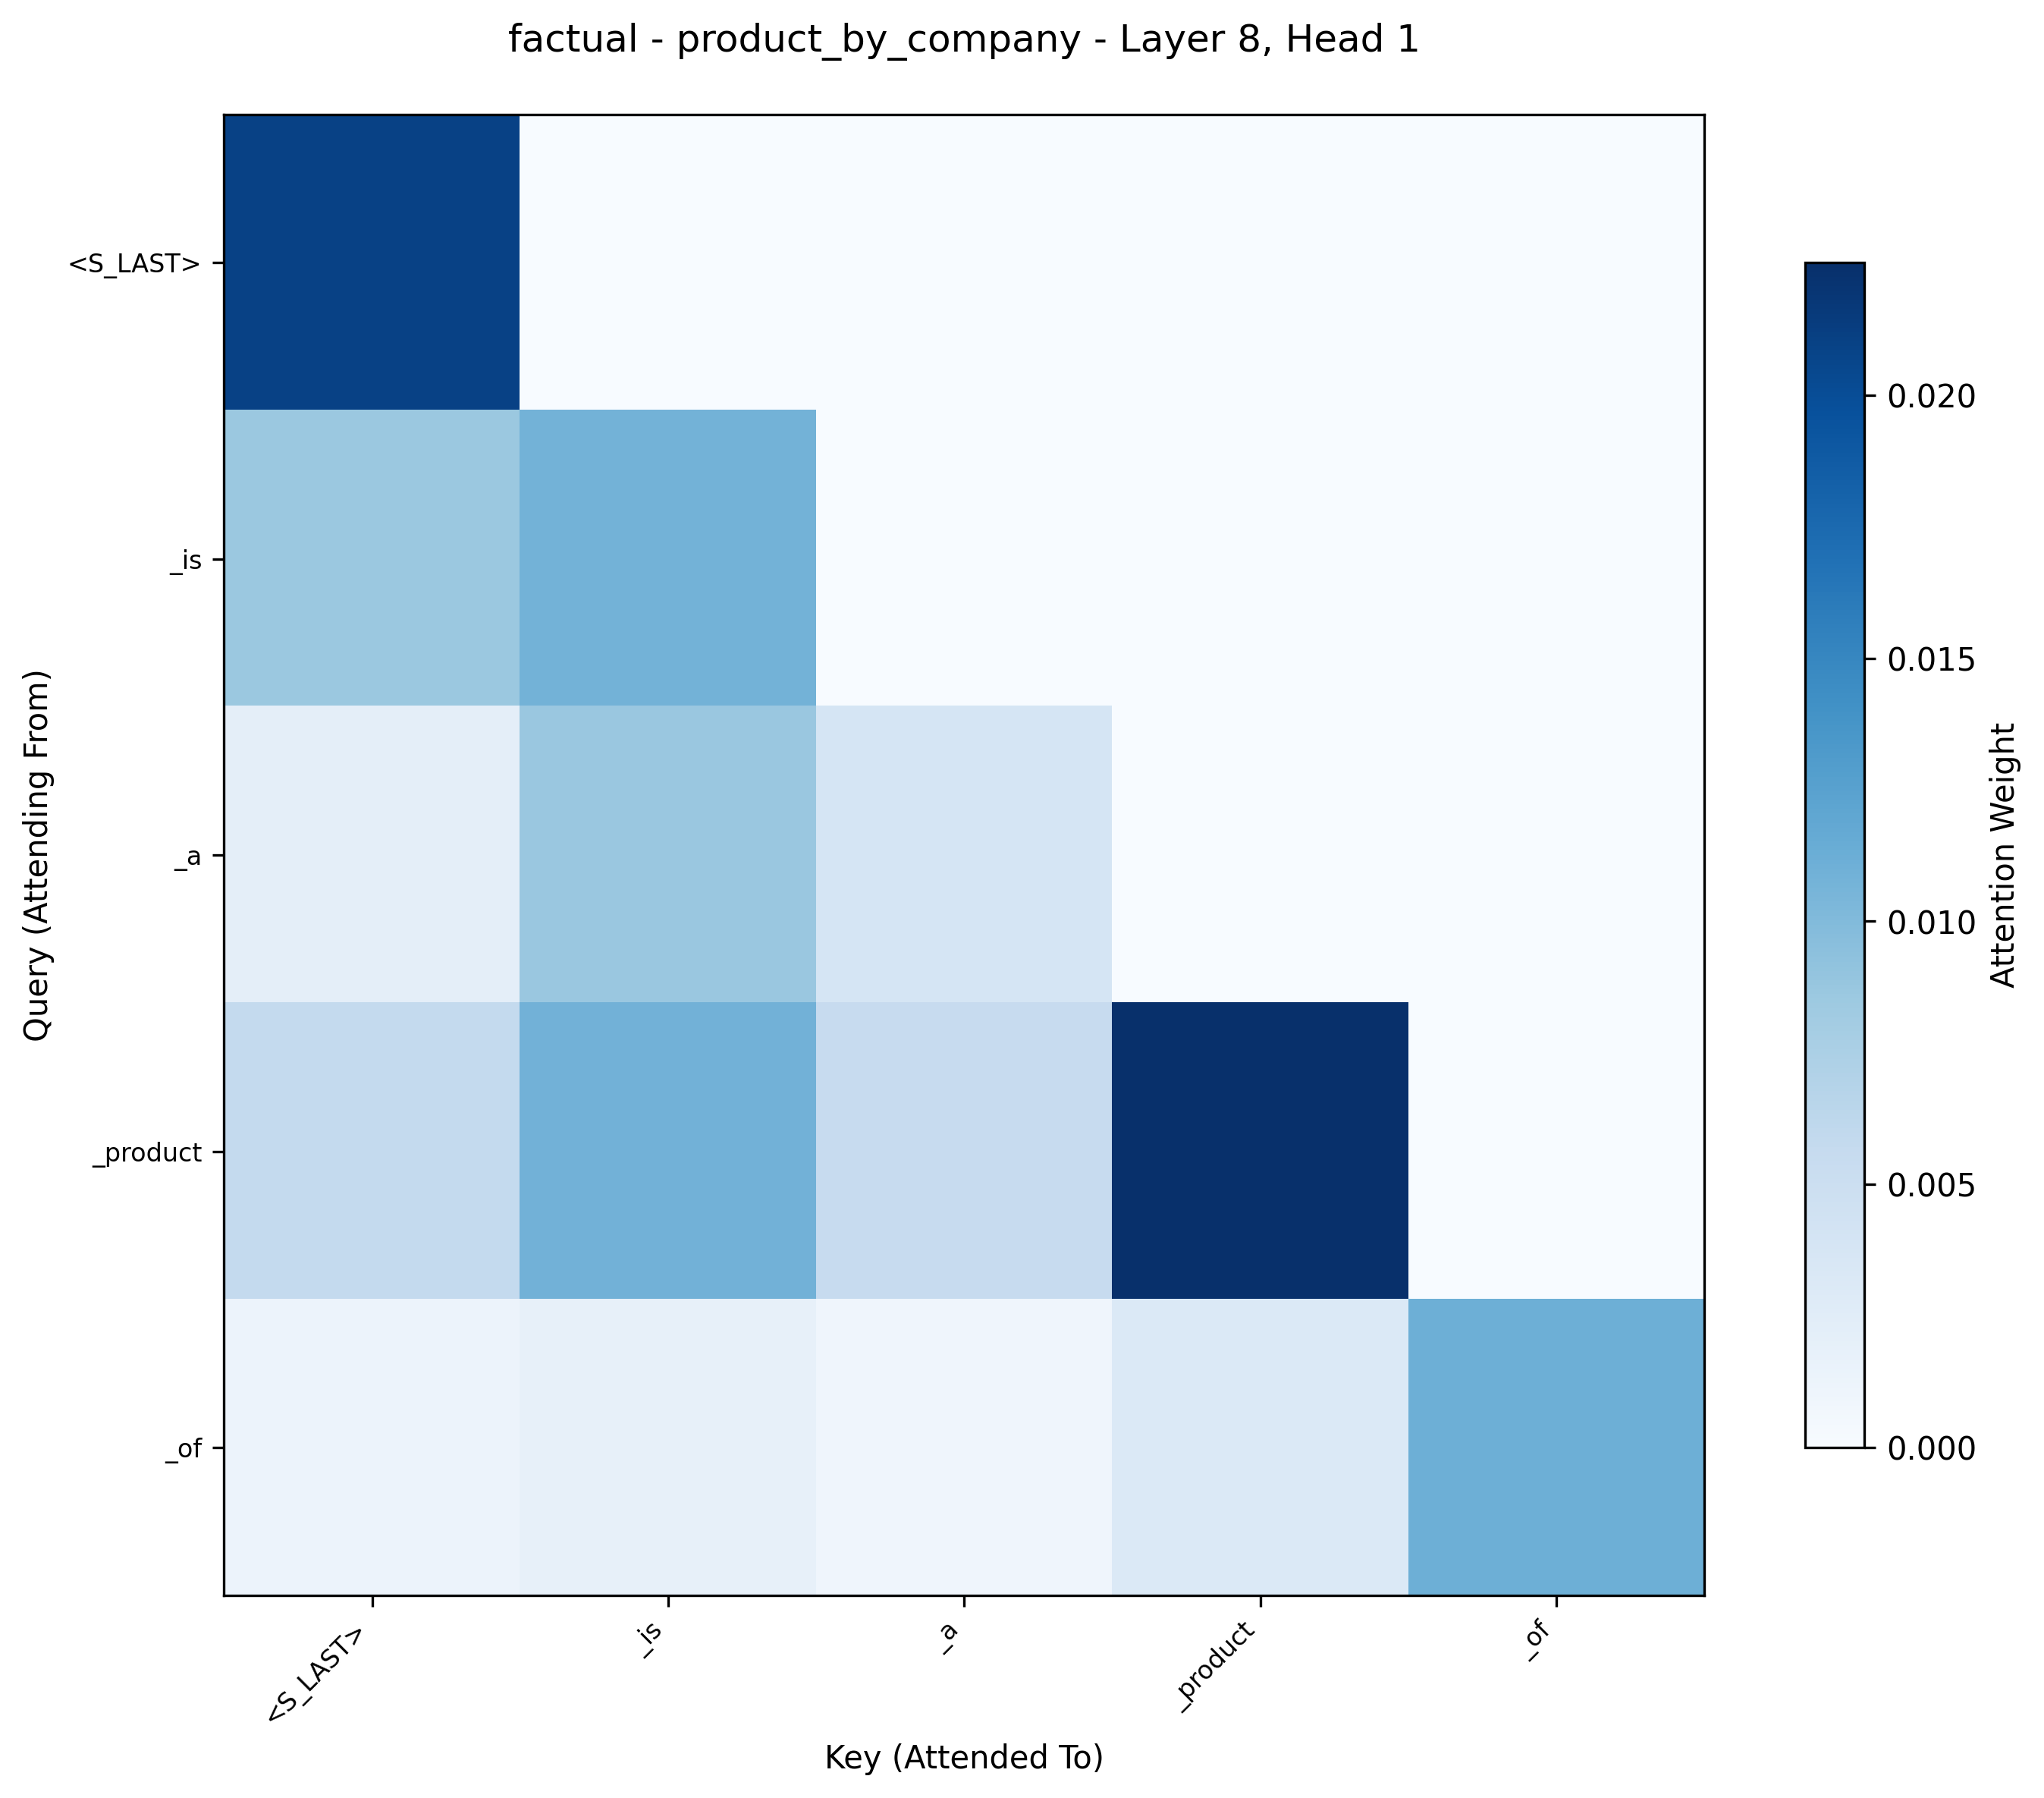 factual - product_by_company - Layer 8, Head 1
Query (Attending From)
<S_LAST>
_is
_a
_product
_of
<S_LAST>
_is
_a
_product
_of
Key (Attended To)
0.020
0.015
0.010
0.005
0.000
Attention Weight